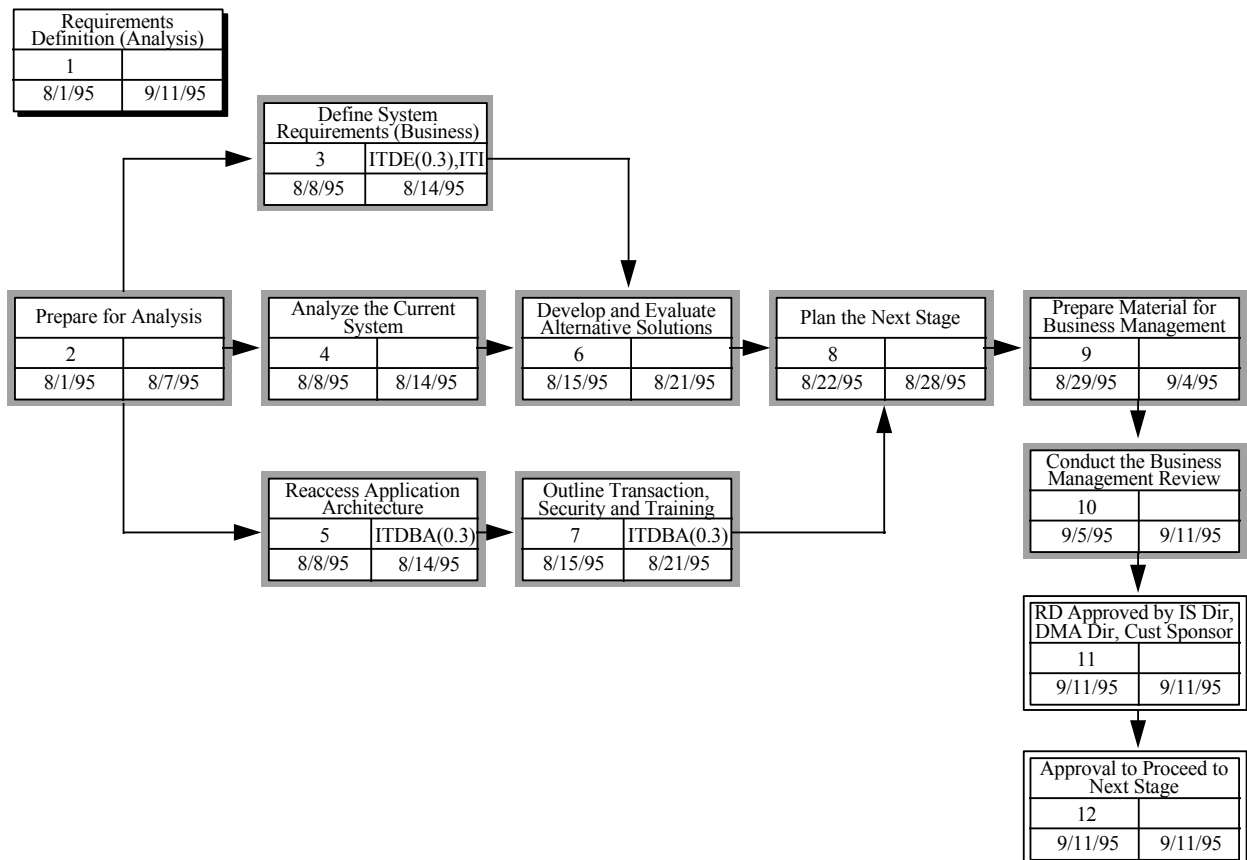 Requirements
Definition (Analysis)
1
8/1/95 9/11/95
Define System
Requirements (Business)
3 ITDE(0.3),ITI
8/8/95 8/14/95
Prepare for Analysis
2
8/1/95 8/7/95
Analyze the Current
System
4
8/8/95 8/14/95
Develop and Evaluate
Alternative Solutions
6
8/15/95 8/21/95
Plan the Next Stage
8
8/22/95 8/28/95
Prepare Material for
Business Management
9
8/29/95 9/4/95
Reaccess Application
Architecture
5 ITDBA(0.3)
8/8/95 8/14/95
Outline Transaction,
Security and Training
7 ITDBA(0.3)
8/15/95 8/21/95
Conduct the Business
Management Review
10
9/5/95 9/11/95
RD Approved by IS Dir,
DMA Dir, Cust Sponsor
11
9/11/95 9/11/95
Approval to Proceed to
Next Stage
12
9/11/95 9/11/95